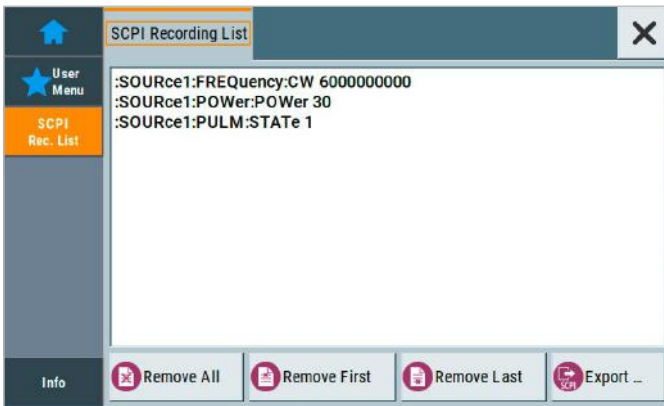 SCPI Recording List
User
Menu
SCPI
Rec. List
:SOURce1:FREQuency:CW 6000000000
:SOURce1:POWer:POWer 30
:SOURce1:PULM:STATe 1
Info
Remove All
Remove First
Remove Last
SCPI
Export ...